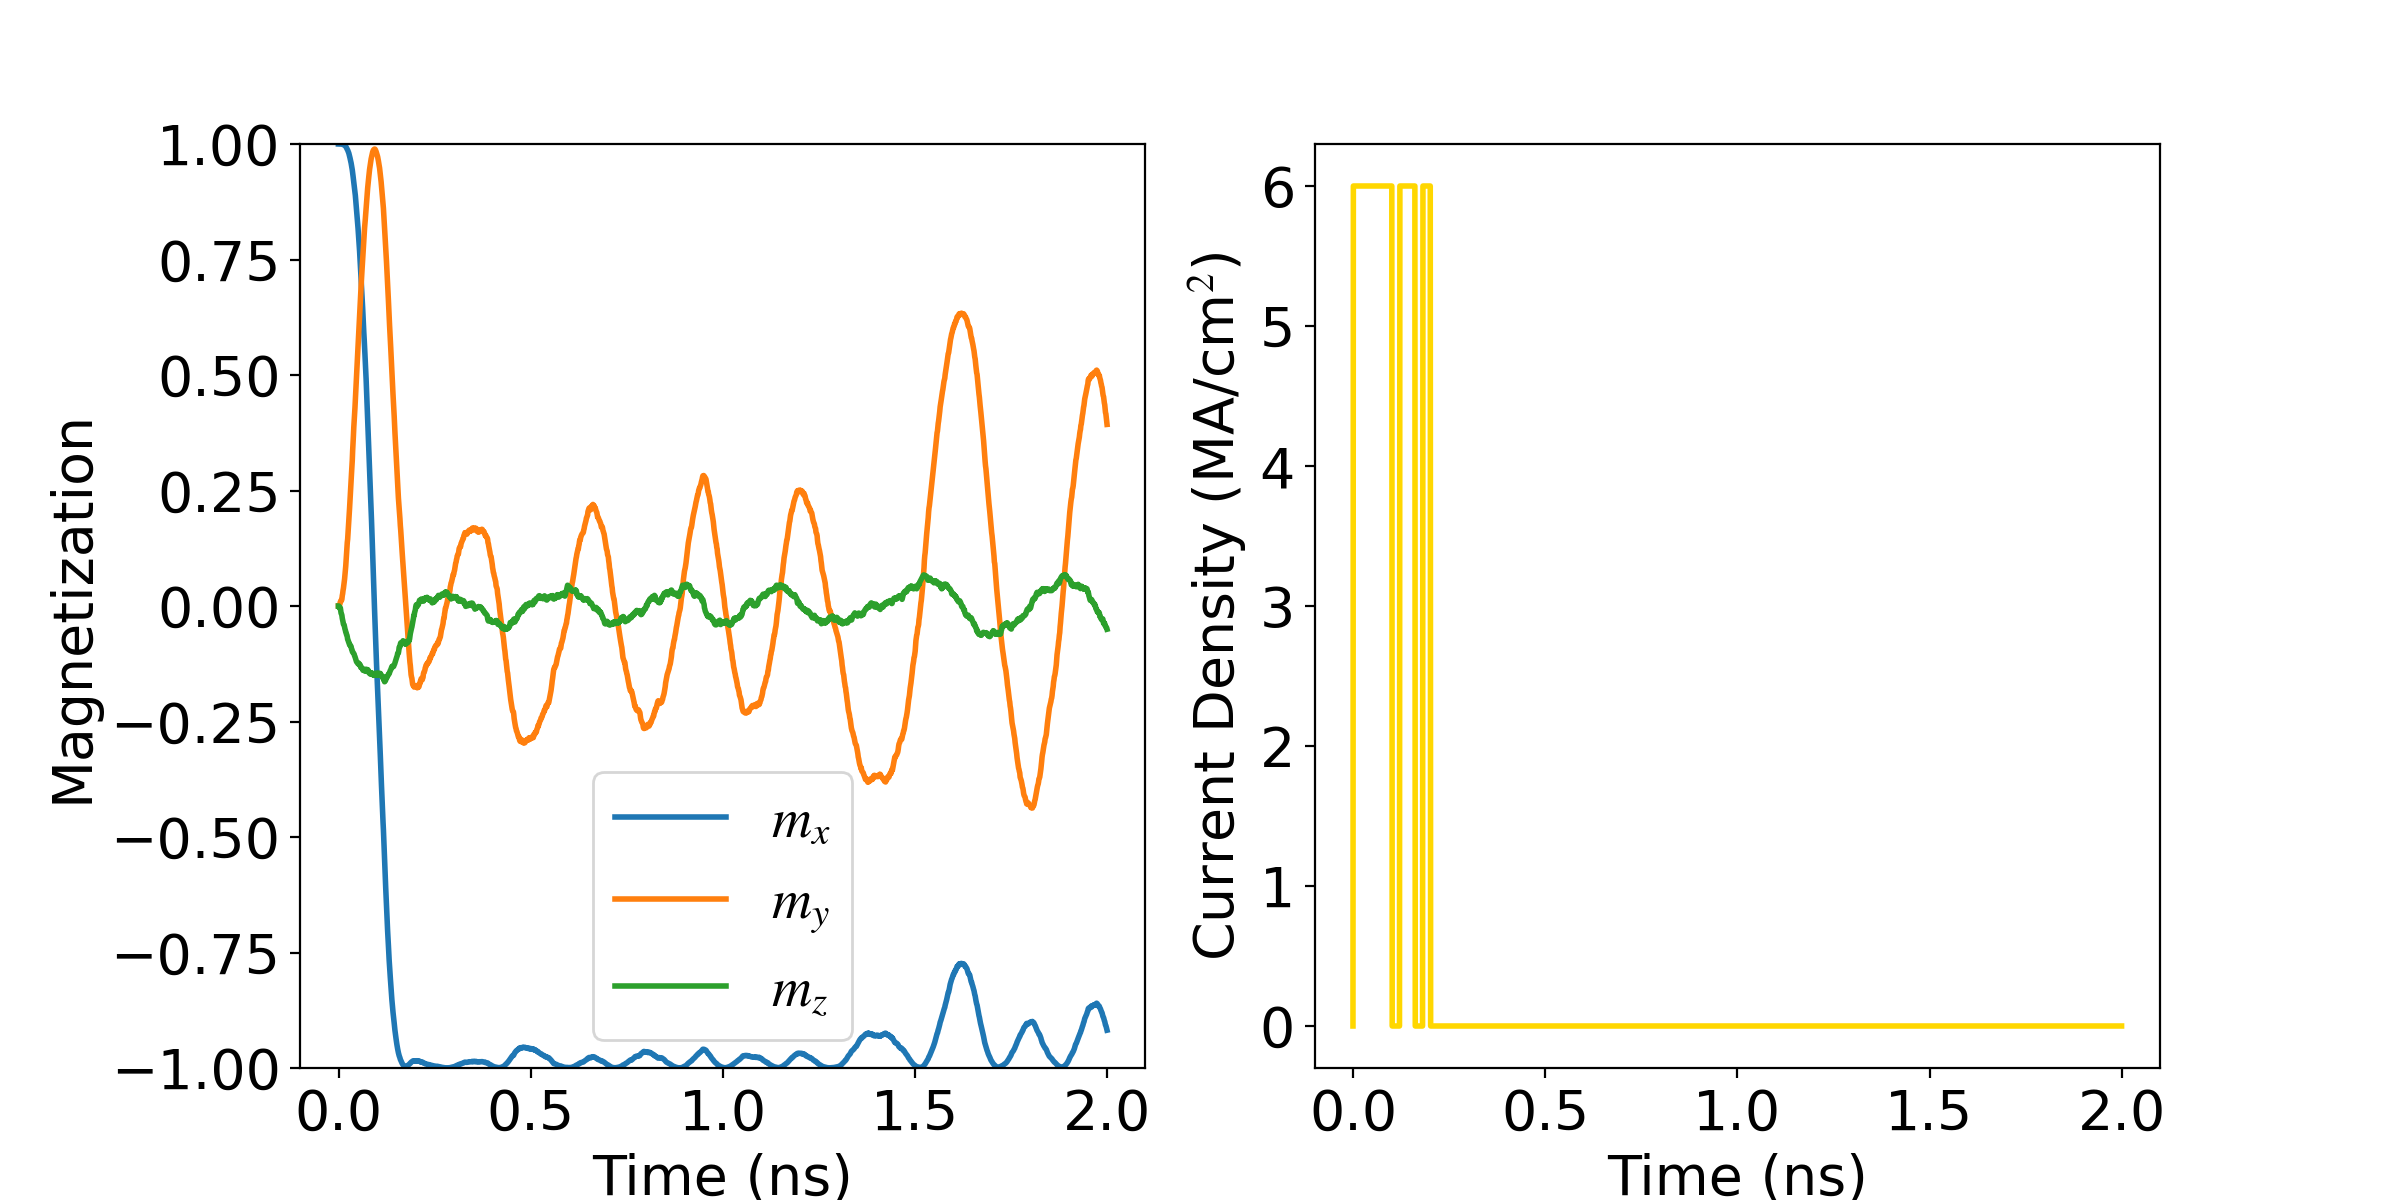 1.00
0.75
0.50
0.25
0.00
−0.25
−0.50
−0.75
−1.00
Magnetization
0.0 0.5 1.0 1.5 2.0
Time (ns)
m_x
m_y
m_z
6
5
4
3
2
1
0
Current Density (MA/cm²)
0.0 0.5 1.0 1.5 2.0
Time (ns)